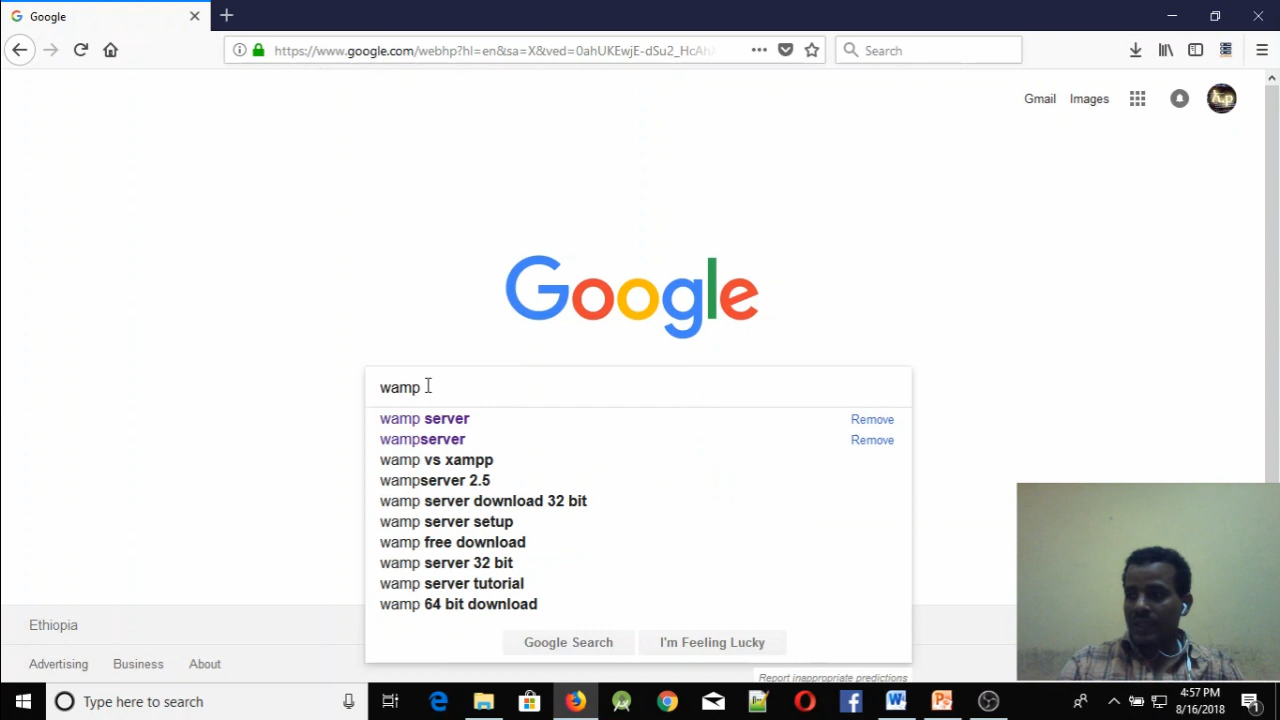 Google
https://www.google.com/webhp?hl=en&sa=X&ved=0ahUKEwjE-dSu2_HcAhX
Search
Gmail Images
Google
wamp
wamp server Remove
wampserver Remove
wamp vs xampp
wampserver 2.5
wamp server download 32 bit
wamp server setup
wamp free download
wamp server 32 bit
wamp server tutorial
wamp 64 bit download
Google Search I'm Feeling Lucky
Report inappropriate predictions
Ethiopia
Advertising Business About
Type here to search
4:57 PM
8/16/2018